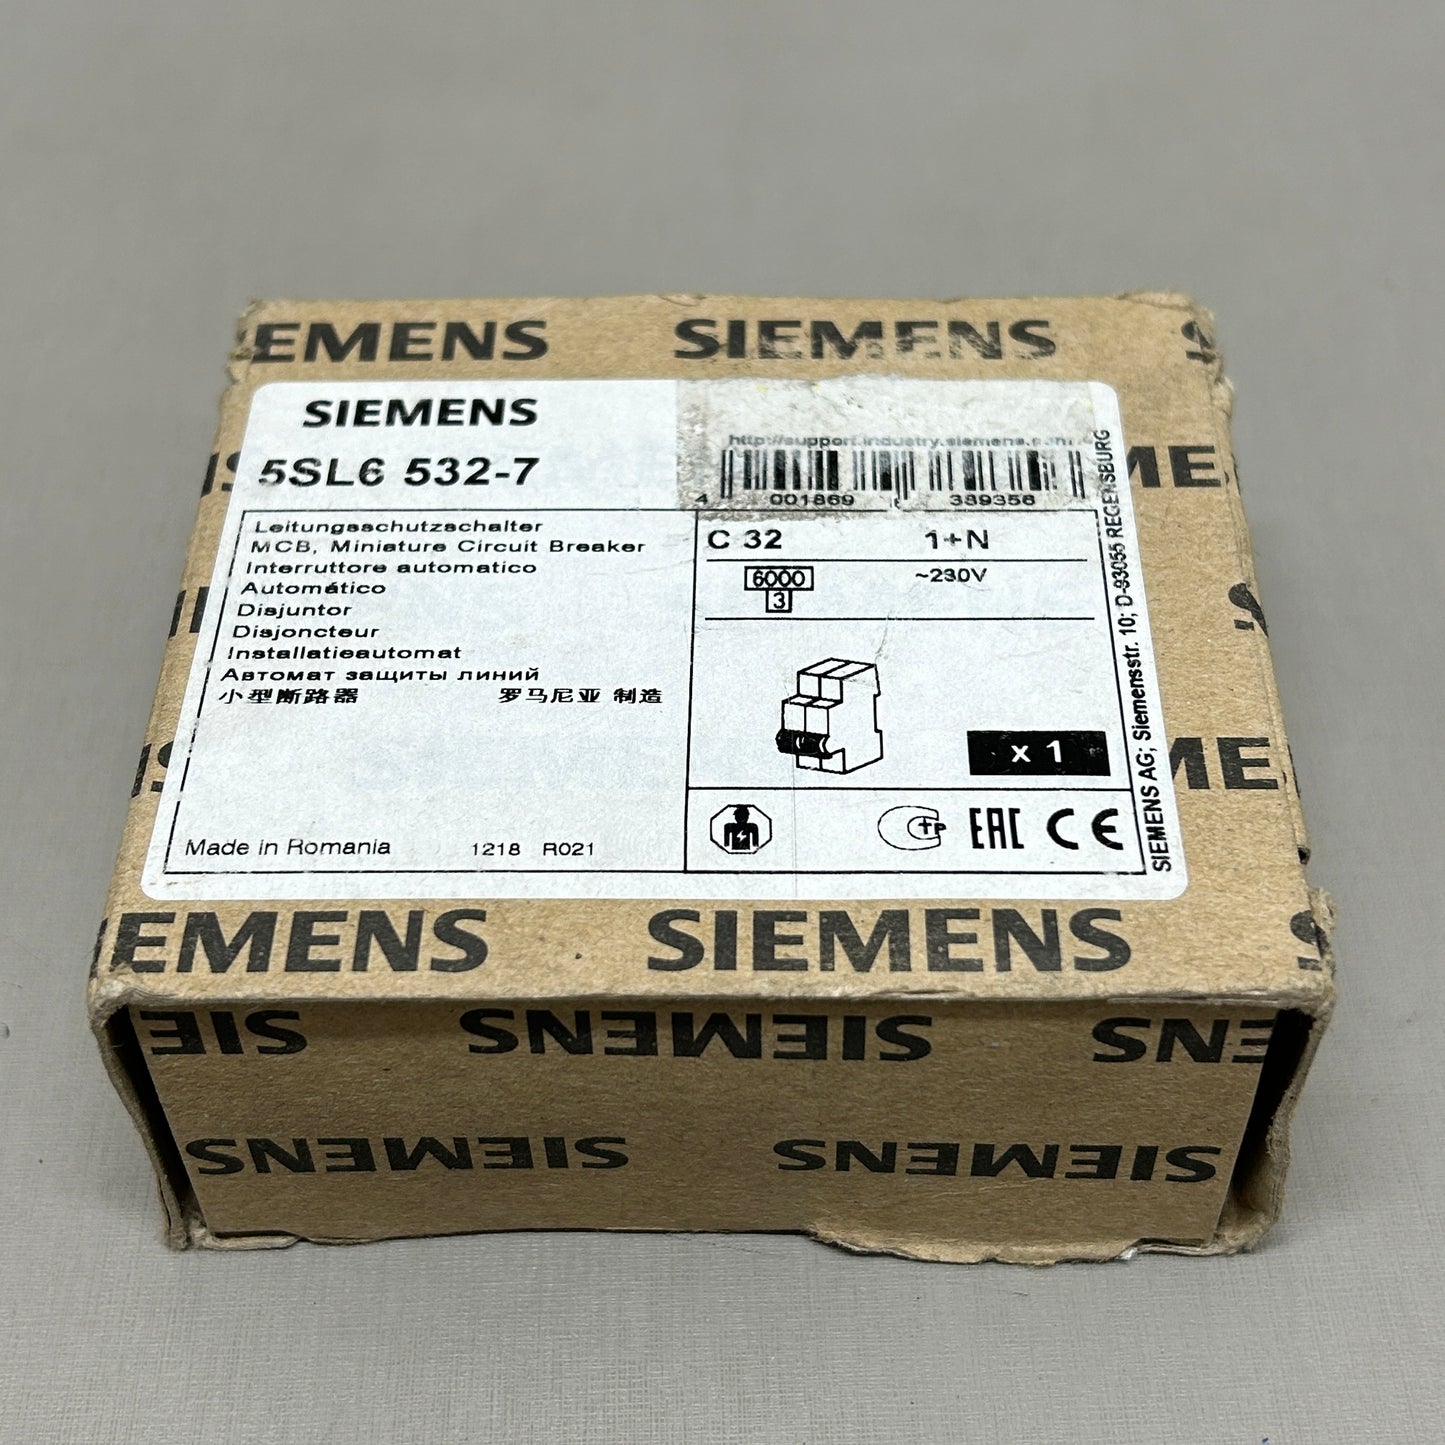 SIEMENS
SIEMENS
5SL6 532-7
http://support.industry.siemens.com
4 001869 389356
Leitungsschutzschalter
MCB, Miniature Circuit Breaker
Interruttore automatico
Automático
Disjuntor
Disjoncteur
Installatieautomat
Автомат защиты линий
小型断路器 罗马尼亚 制造
C 32 1+N
6000 ~230V
3
x 1
Made in Romania 1218 R021
EAC CE
SIEMENS AG; Siemensstr. 10; D-93055 REGENSBURG
EMENS SIEMENS
SIE SIEMENS SIEMENS
SIEMENS SIEMENS